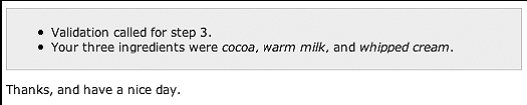 • Validation called for step 3.
• Your three ingredients were cocoa, warm milk, and whipped cream.
Thanks, and have a nice day.